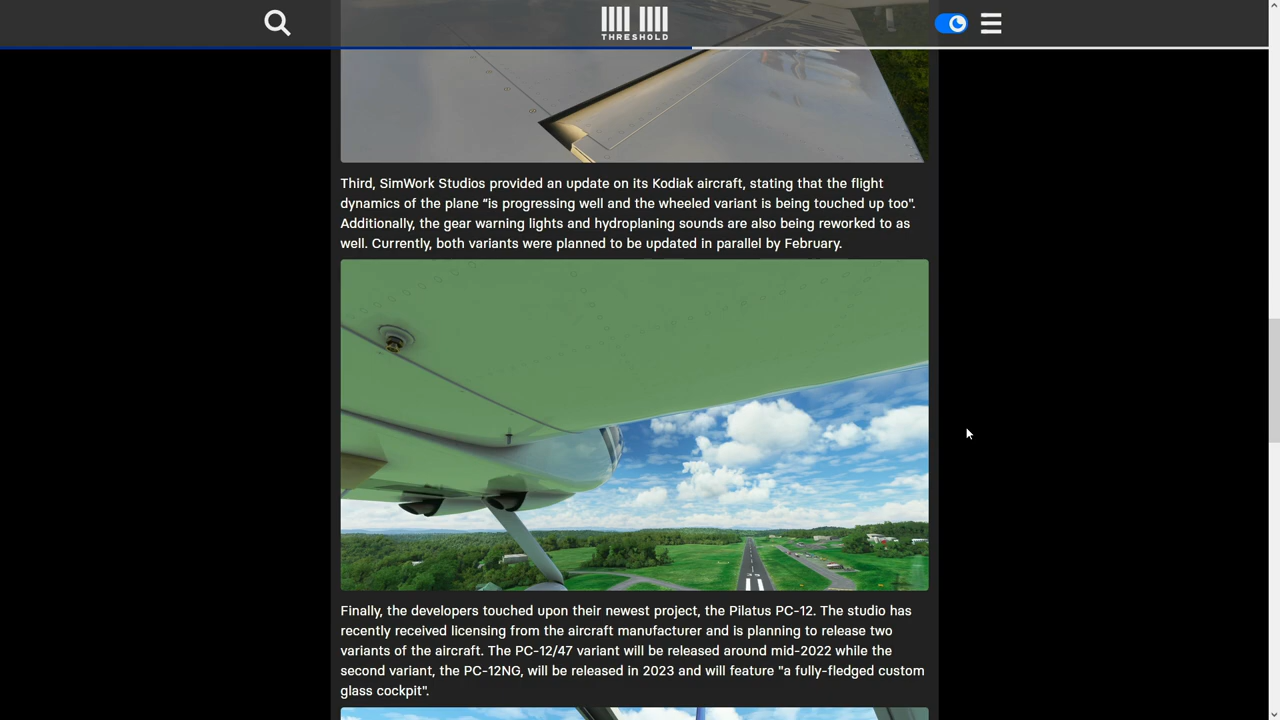 THRESHOLD
Third, SimWork Studios provided an update on its Kodiak aircraft, stating that the flight
dynamics of the plane “is progressing well and the wheeled variant is being touched up too”.
Additionally, the gear warning lights and hydroplaning sounds are also being reworked to as
well. Currently, both variants were planned to be updated in parallel by February.
Finally, the developers touched upon their newest project, the Pilatus PC-12. The studio has
recently received licensing from the aircraft manufacturer and is planning to release two
variants of the aircraft. The PC-12/47 variant will be released around mid-2022 while the
second variant, the PC-12NG, will be released in 2023 and will feature "a fully-fledged custom
glass cockpit".